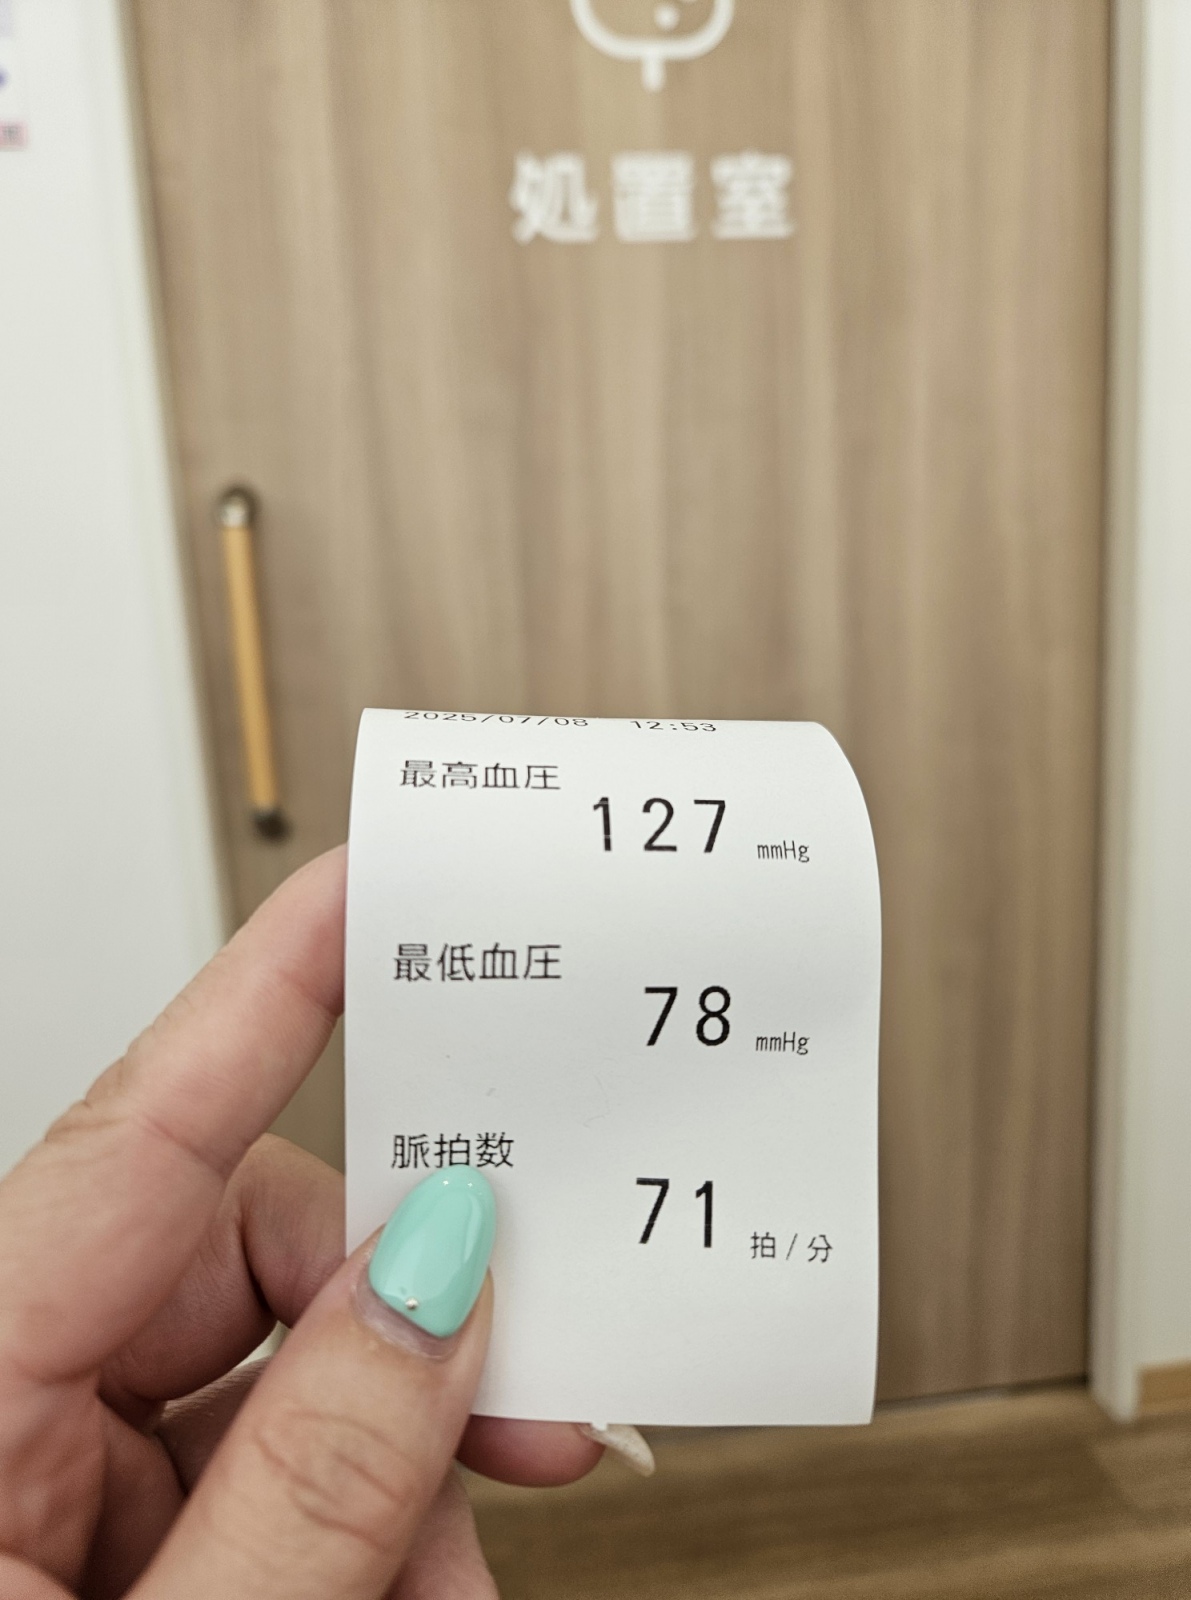 処置室
2025/07/08 12:53
最高血圧
127 mmHg
最低血圧
78 mmHg
脈拍数
71 拍/分